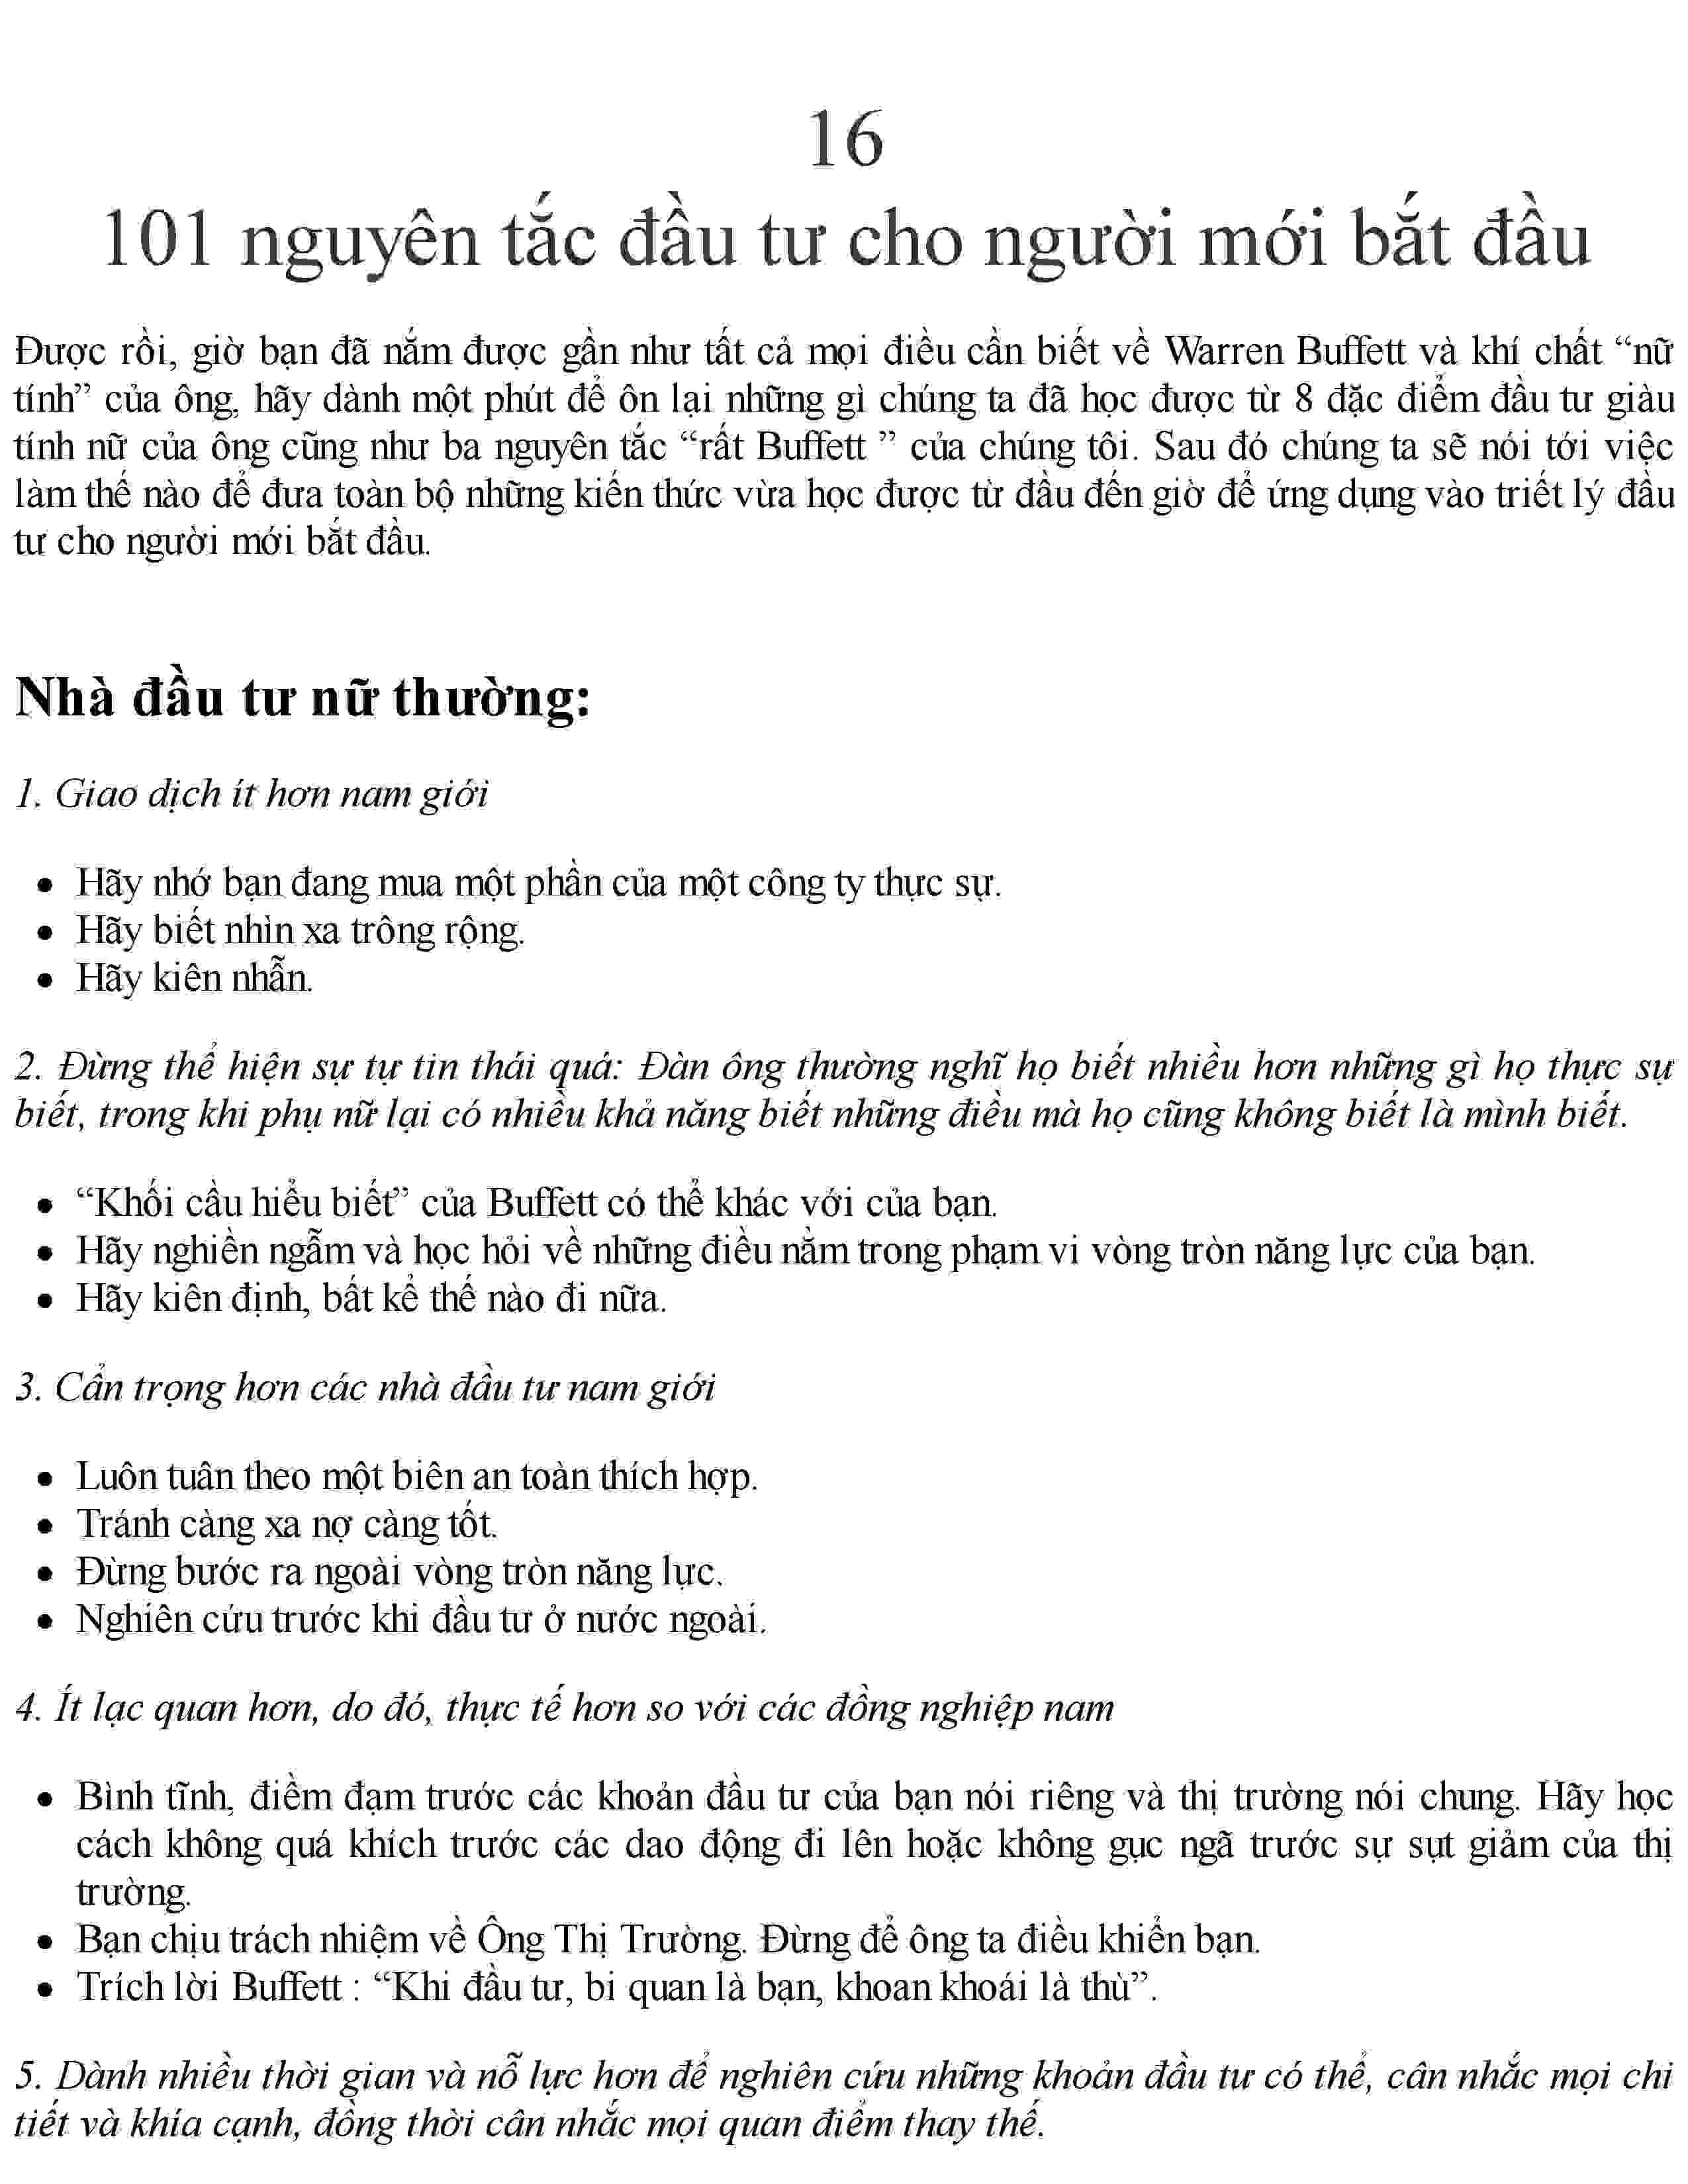 16
101 nguyên tắc đầu tư cho người mới bắt đầu
Được rồi, giờ bạn đã nắm được gần như tất cả mọi điều cần biết về Warren Buffett và khí chất “nữ
tính” của ông, hãy dành một phút để ôn lại những gì chúng ta đã học được từ 8 đặc điểm đầu tư giàu
tính nữ của ông cũng như ba nguyên tắc “rất Buffett ” của chúng tôi. Sau đó chúng ta sẽ nói tới việc
làm thế nào để đưa toàn bộ những kiến thức vừa học được từ đầu đến giờ để ứng dụng vào triết lý đầu
tư cho người mới bắt đầu.
Nhà đầu tư nữ thường:
1. Giao dịch ít hơn nam giới
• Hãy nhớ bạn đang mua một phần của một công ty thực sự.
• Hãy biết nhìn xa trông rộng.
• Hãy kiên nhẫn.
2. Đừng thể hiện sự tự tin thái quá: Đàn ông thường nghĩ họ biết nhiều hơn những gì họ thực sự
biết, trong khi phụ nữ lại có nhiều khả năng biết những điều mà họ cũng không biết là mình biết.
• “Khối cầu hiểu biết” của Buffett có thể khác với của bạn.
• Hãy nghiền ngẫm và học hỏi về những điều nằm trong phạm vi vòng tròn năng lực của bạn.
• Hãy kiên định, bất kể thế nào đi nữa.
3. Cẩn trọng hơn các nhà đầu tư nam giới
• Luôn tuân theo một biên an toàn thích hợp.
• Tránh càng xa nợ càng tốt.
• Đừng bước ra ngoài vòng tròn năng lực.
• Nghiên cứu trước khi đầu tư ở nước ngoài.
4. Ít lạc quan hơn, do đó, thực tế hơn so với các đồng nghiệp nam
• Bình tĩnh, điềm đạm trước các khoản đầu tư của bạn nói riêng và thị trường nói chung. Hãy học
cách không quá khích trước các dao động đi lên hoặc không gục ngã trước sự sụt giảm của thị
trường.
• Bạn chịu trách nhiệm về Ông Thị Trường. Đừng để ông ta điều khiển bạn.
• Trích lời Buffett : “Khi đầu tư, bi quan là bạn, khoan khoái là thù”.
5. Dành nhiều thời gian và nỗ lực hơn để nghiên cứu những khoản đầu tư có thể, cân nhắc mọi chi
tiết và khía cạnh, đồng thời cân nhắc mọi quan điểm thay thế.